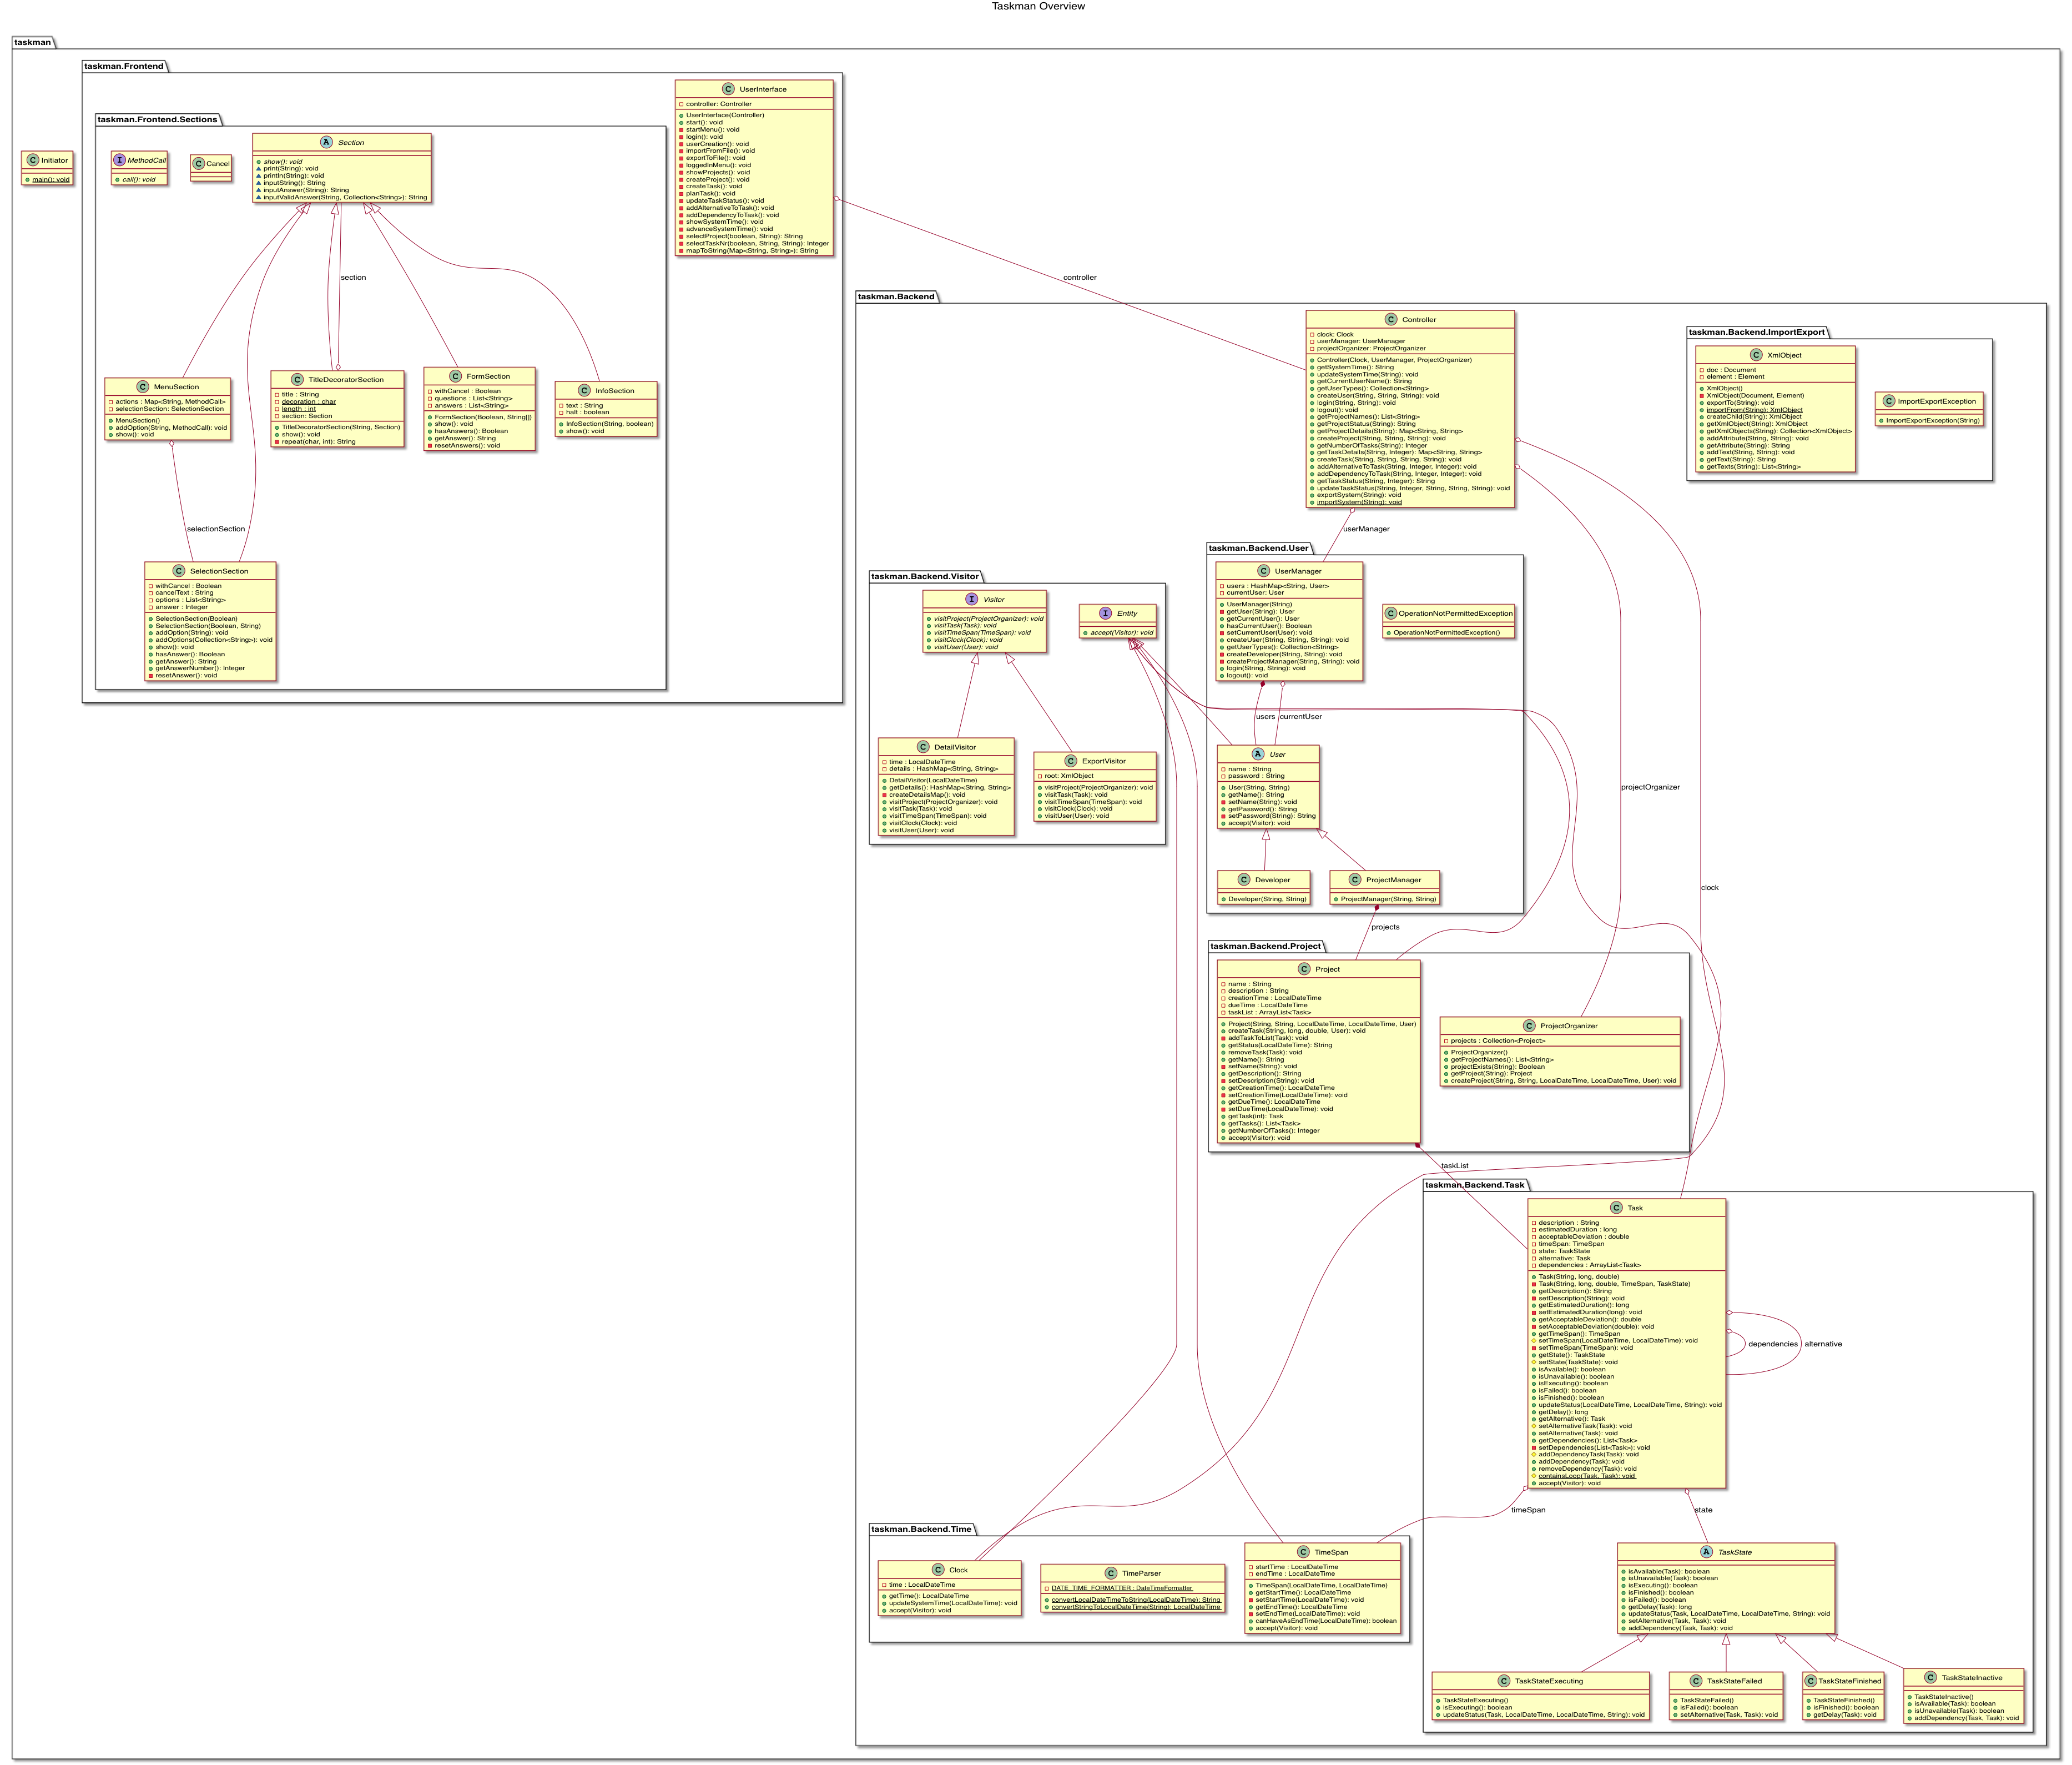 Taskman Overview
taskman
taskman.Frontend
taskman.Frontend.Sections
Initiator
main(): void
MethodCall
call(): void
Cancel
Section
show(): void
print(String): void
println(String): void
inputString(): String
inputAnswer(String): String
inputValidAnswer(String, Collection<String>): String
UserInterface
controller: Controller
UserInterface(Controller)
start(): void
startMenu(): void
login(): void
userCreation(): void
importFromFile(): void
exportToFile(): void
loggedInMenu(): void
showProjects(): void
createProject(): void
createTask(): void
planTask(): void
updateTaskStatus(): void
addAlternativeToTask(): void
addDependencyToTask(): void
showSystemTime(): void
advanceSystemTime(): void
selectProject(boolean, String): String
selectTaskNr(boolean, String, String): Integer
mapToString(Map<String, String>): String
section
controller
MenuSection
actions : Map<String, MethodCall>
selectionSection: SelectionSection
MenuSection()
addOption(String, MethodCall): void
show(): void
TitleDecoratorSection
title : String
decoration : char
length : int
section: Section
TitleDecoratorSection(String, Section)
show(): void
repeat(char, int): String
FormSection
withCancel : Boolean
questions : List<String>
answers : List<String>
FormSection(Boolean, String[])
show(): void
hasAnswers(): Boolean
getAnswer(): String
resetAnswers(): void
InfoSection
text : String
halt : boolean
InfoSection(String, boolean)
show(): void
selectionSection
SelectionSection
withCancel : Boolean
cancelText : String
options : List<String>
answer : Integer
SelectionSection(Boolean)
SelectionSection(Boolean, String)
addOption(String): void
addOptions(Collection<String>): void
show(): void
hasAnswer(): Boolean
getAnswer(): String
getAnswerNumber(): Integer
resetAnswer(): void
taskman.Backend
Controller
clock: Clock
userManager: UserManager
projectOrganizer: ProjectOrganizer
Controller(Clock, UserManager, ProjectOrganizer)
getSystemTime(): String
updateSystemTime(String): void
getCurrentUserName(): String
getUserTypes(): Collection<String>
createUser(String, String, String): void
login(String, String): void
logout(): void
getProjectNames(): List<String>
getProjectStatus(String): String
getProjectDetails(String): Map<String, String>
createProject(String, String, String): void
getNumberOfTasks(String): Integer
getTaskDetails(String, Integer): Map<String, String>
createTask(String, String, String, String): void
addAlternativeToTask(String, Integer, Integer): void
addDependencyToTask(String, Integer, Integer): void
getTaskStatus(String, Integer): String
updateTaskStatus(String, Integer, String, String, String): void
exportSystem(String): void
importSystem(String): void
taskman.Backend.ImportExport
XmlObject
doc : Document
element : Element
XmlObject()
XmlObject(Document, Element)
exportTo(String): void
importFrom(String): XmlObject
createChild(String): XmlObject
getXmlObject(String): XmlObject
getXmlObjects(String): Collection<XmlObject>
addAttribute(String, String): void
getAttribute(String): String
addText(String, String): void
getText(String): String
getTexts(String): List<String>
ImportExportException
ImportExportException(String)
userManager
taskman.Backend.User
UserManager
users : HashMap<String, User>
currentUser: User
UserManager(String)
getUser(String): User
getCurrentUser(): User
hasCurrentUser(): Boolean
setCurrentUser(User): void
createUser(String, String, String): void
getUserTypes(): Collection<String>
createDeveloper(String, String): void
createProjectManager(String, String): void
login(String, String): void
logout(): void
OperationNotPermittedException
OperationNotPermittedException()
taskman.Backend.Visitor
Visitor
visitProject(ProjectOrganizer): void
visitTask(Task): void
visitTimeSpan(TimeSpan): void
visitClock(Clock): void
visitUser(User): void
Entity
accept(Visitor): void
users
currentUser
DetailVisitor
time : LocalDateTime
details : HashMap<String, String>
DetailVisitor(LocalDateTime)
getDetails(): HashMap<String, String>
createDetailsMap(): void
visitProject(ProjectOrganizer): void
visitTask(Task): void
visitTimeSpan(TimeSpan): void
visitClock(Clock): void
visitUser(User): void
ExportVisitor
root: XmlObject
visitProject(ProjectOrganizer): void
visitTask(Task): void
visitTimeSpan(TimeSpan): void
visitClock(Clock): void
visitUser(User): void
User
name : String
password : String
User(String, String)
getName(): String
setName(String): void
getPassword(): String
setPassword(String): String
accept(Visitor): void
projectOrganizer
clock
Developer
Developer(String, String)
ProjectManager
ProjectManager(String, String)
projects
taskman.Backend.Project
Project
name : String
description : String
creationTime : LocalDateTime
dueTime : LocalDateTime
taskList : ArrayList<Task>
Project(String, String, LocalDateTime, LocalDateTime, User)
createTask(String, long, double, User): void
addTaskToList(Task): void
getStatus(LocalDateTime): String
removeTask(Task): void
getName(): String
setName(String): void
getDescription(): String
setDescription(String): void
getCreationTime(): LocalDateTime
setCreationTime(LocalDateTime): void
getDueTime(): LocalDateTime
setDueTime(LocalDateTime): void
getTask(int): Task
getTasks(): List<Task>
getNumberOfTasks(): Integer
accept(Visitor): void
ProjectOrganizer
projects : Collection<Project>
ProjectOrganizer()
getProjectNames(): List<String>
projectExists(String): Boolean
getProject(String): Project
createProject(String, String, LocalDateTime, LocalDateTime, User): void
taskList
taskman.Backend.Task
Task
description : String
estimatedDuration : long
acceptableDeviation : double
timeSpan: TimeSpan
state: TaskState
alternative: Task
dependencies : ArrayList<Task>
Task(String, long, double)
Task(String, long, double, TimeSpan, TaskState)
getDescription(): String
setDescription(String): void
getEstimatedDuration(): long
setEstimatedDuration(long): void
getAcceptableDeviation(): double
setAcceptableDeviation(double): void
getTimeSpan(): TimeSpan
setTimeSpan(LocalDateTime, LocalDateTime): void
setTimeSpan(TimeSpan): void
getState(): TaskState
setState(TaskState): void
isAvailable(): boolean
isUnavailable(): boolean
isExecuting(): boolean
isFailed(): boolean
isFinished(): boolean
updateStatus(LocalDateTime, LocalDateTime, String): void
getDelay(): long
getAlternative(): Task
setAlternativeTask(Task): void
setAlternative(Task): void
getDependencies(): List<Task>
setDependencies(List<Task>): void
addDependencyTask(Task): void
addDependency(Task): void
removeDependency(Task): void
containsLoop(Task, Task): void
accept(Visitor): void
dependencies
alternative
timeSpan
state
taskman.Backend.Time
Clock
time : LocalDateTime
getTime(): LocalDateTime
updateSystemTime(LocalDateTime): void
accept(Visitor): void
TimeParser
DATE_TIME_FORMATTER : DateTimeFormatter
convertLocalDateTimeToString(LocalDateTime): String
convertStringToLocalDateTime(String): LocalDateTime
TimeSpan
startTime : LocalDateTime
endTime : LocalDateTime
TimeSpan(LocalDateTime, LocalDateTime)
getStartTime(): LocalDateTime
setStartTime(LocalDateTime): void
getEndTime(): LocalDateTime
setEndTime(LocalDateTime): void
canHaveAsEndTime(LocalDateTime): boolean
accept(Visitor): void
TaskState
isAvailable(Task): boolean
isUnavailable(Task): boolean
isExecuting(): boolean
isFinished(): boolean
isFailed(): boolean
getDelay(Task): long
updateStatus(Task, LocalDateTime, LocalDateTime, String): void
setAlternative(Task, Task): void
addDependency(Task, Task): void
TaskStateExecuting
TaskStateExecuting()
isExecuting(): boolean
updateStatus(Task, LocalDateTime, LocalDateTime, String): void
TaskStateFailed
TaskStateFailed()
isFailed(): boolean
setAlternative(Task, Task): void
TaskStateFinished
TaskStateFinished()
isFinished(): boolean
getDelay(Task): void
TaskStateInactive
TaskStateInactive()
isAvailable(Task): boolean
isUnavailable(Task): boolean
addDependency(Task, Task): void